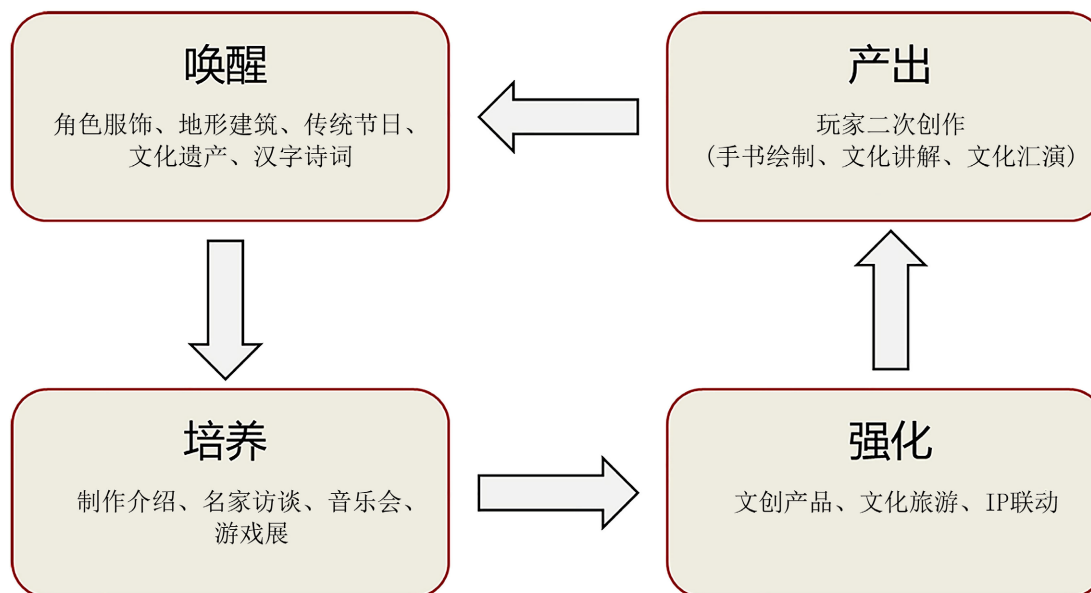 唤醒
角色服饰、地形建筑、传统节日、
文化遗产、汉字诗词
产出
玩家二次创作
(手书绘制、文化讲解、文化汇演)
培养
制作介绍、名家访谈、音乐会、
游戏展
强化
文创产品、文化旅游、IP联动